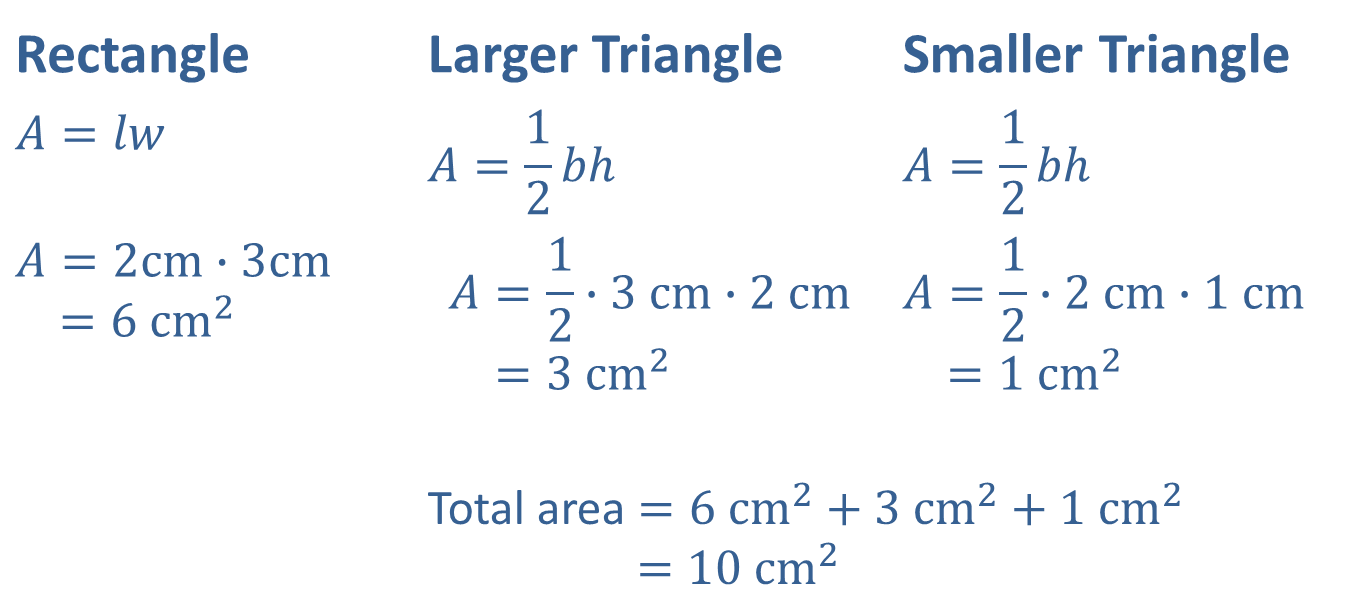 Rectangle
A = lw
A = 2cm · 3cm
= 6 cm²
Larger Triangle
A = 1/2 bh
A = 1/2 · 3 cm · 2 cm
= 3 cm²
Smaller Triangle
A = 1/2 bh
A = 1/2 · 2 cm · 1 cm
= 1 cm²
Total area = 6 cm² + 3 cm² + 1 cm²
= 10 cm²